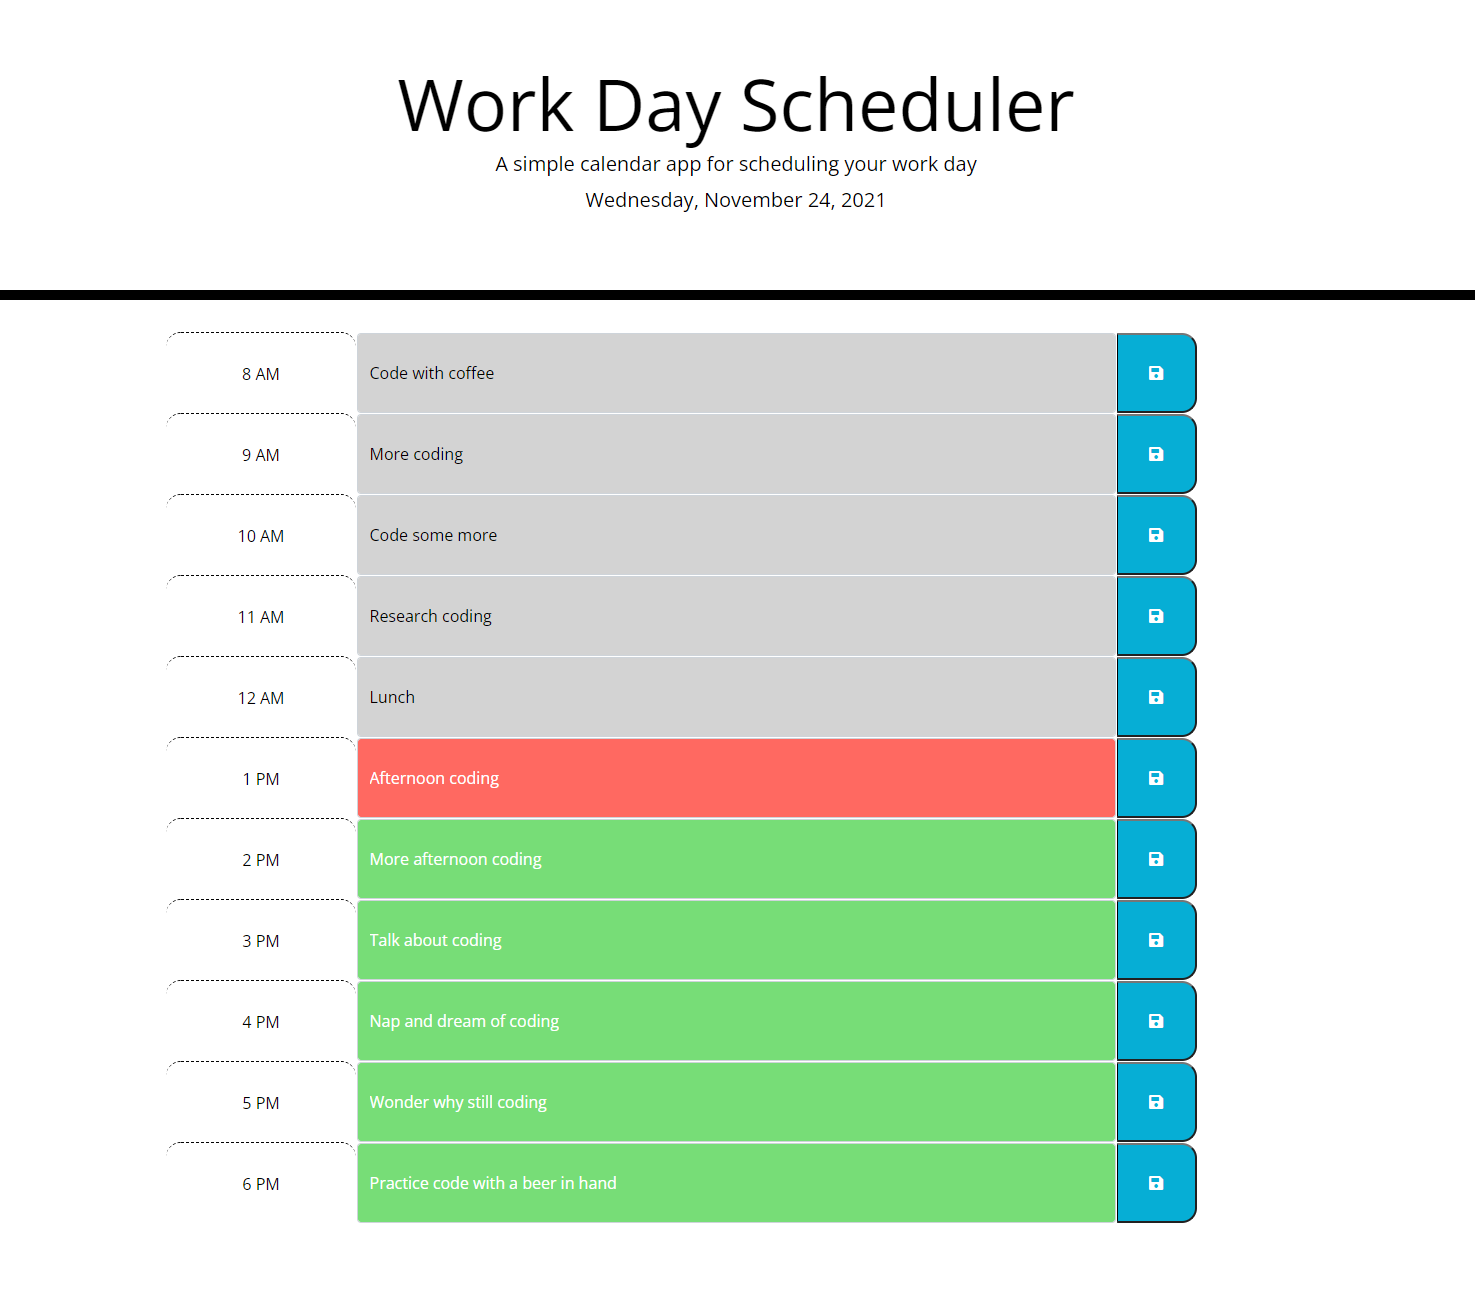 Work Day Scheduler
A simple calendar app for scheduling your work day
Wednesday, November 24, 2021
8 AM Code with coffee
9 AM More coding
10 AM Code some more
11 AM Research coding
12 AM Lunch
1 PM Afternoon coding
2 PM More afternoon coding
3 PM Talk about coding
4 PM Nap and dream of coding
5 PM Wonder why still coding
6 PM Practice code with a beer in hand